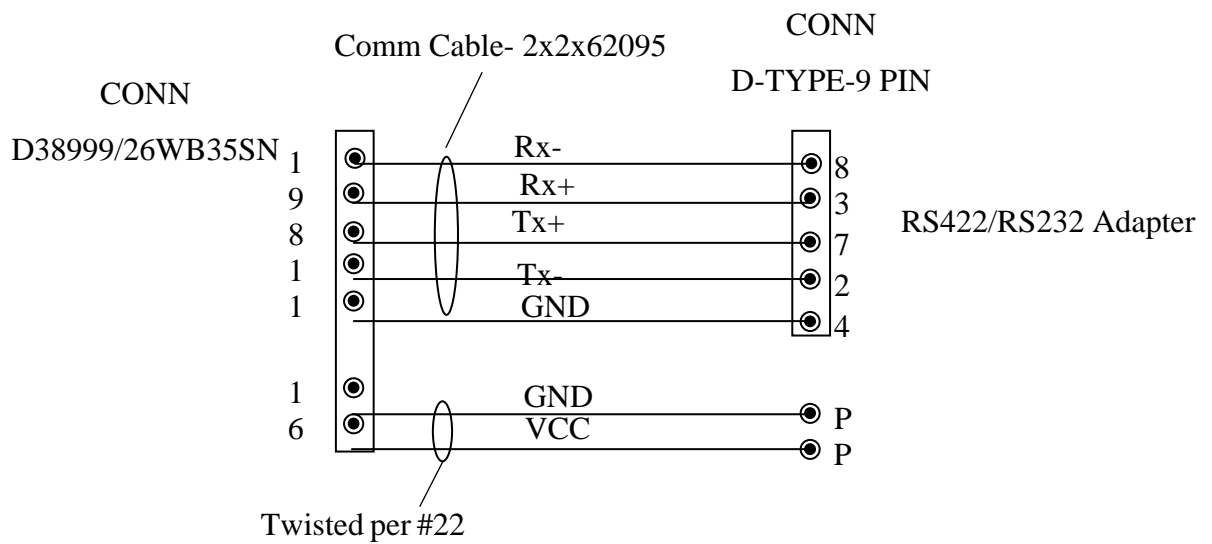 CONN
Comm Cable- 2x2x62095
D-TYPE-9 PIN
CONN
D38999/26WB35SN
1 Rx- 8
9 Rx+ 3
8 Tx+ 7
RS422/RS232 Adapter
1 Tx- 2
1 GND 4
1 GND P
6 VCC P
Twisted per #22